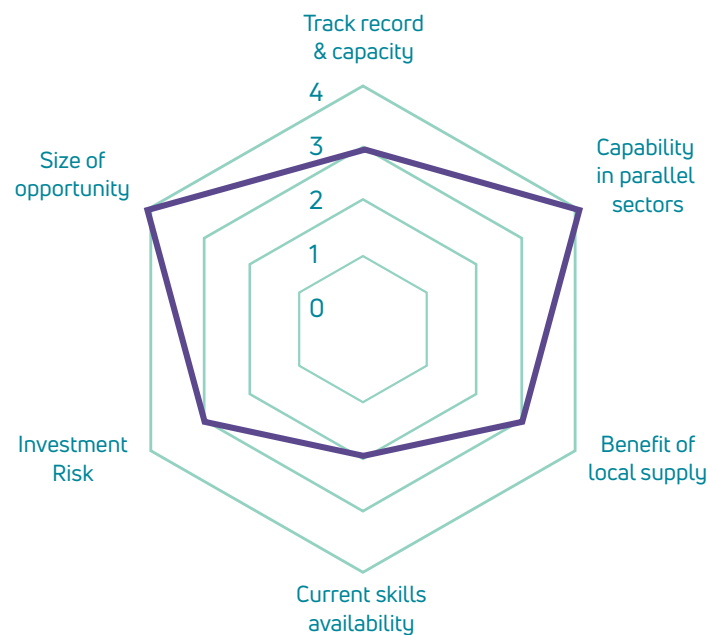 Track record
& capacity
4
3
2
1
0
Size of
opportunity
Capability
in parallel
sectors
Investment
Risk
Benefit of
local supply
Current skills
availability